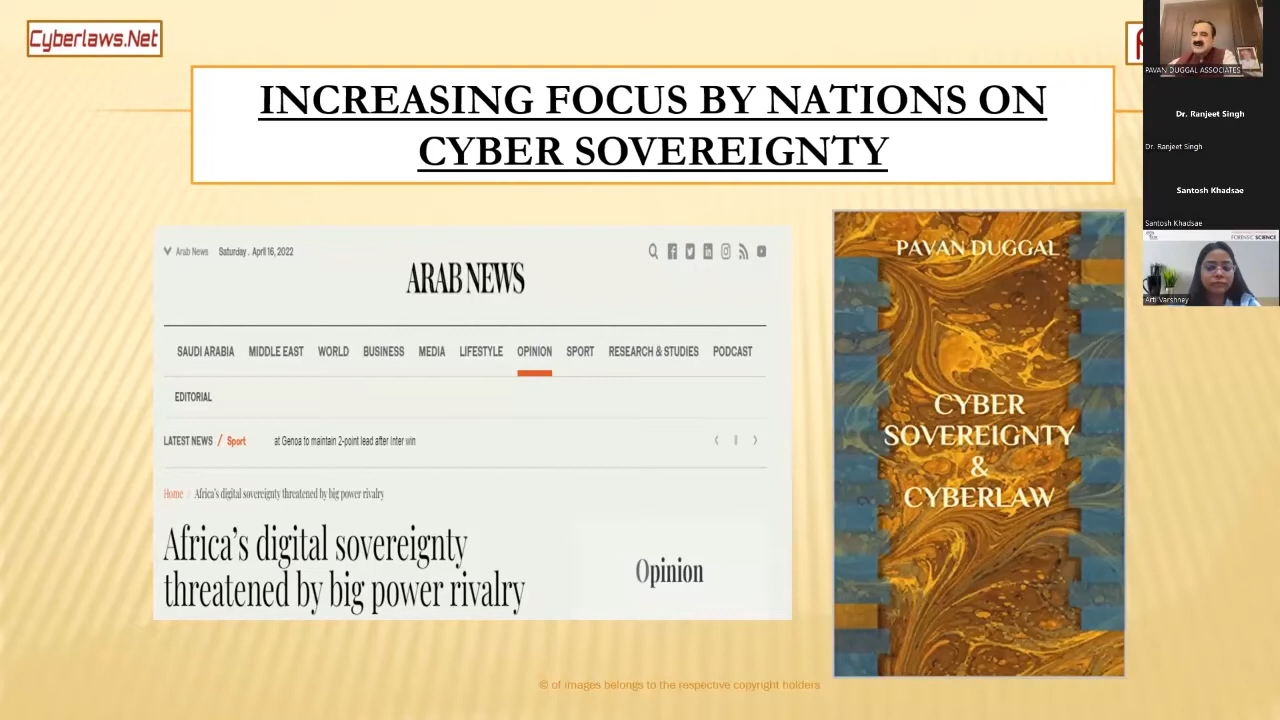 Cyberlaws.Net
INCREASING FOCUS BY NATIONS ON
CYBER SOVEREIGNTY
Arab News Saturday . April 16, 2022
ARAB NEWS
SAUDI ARABIA MIDDLE EAST WORLD BUSINESS MEDIA LIFESTYLE OPINION SPORT RESEARCH & STUDIES PODCAST
EDITORIAL
LATEST NEWS / Sport at Genoa to maintain 2-point lead after Inter win
Home / Africa's digital sovereignty threatened by big power rivalry
Africa's digital sovereignty
threatened by big power rivalry
Opinion
PAVAN DUGGAL
CYBER
SOVEREIGNTY
&
CYBERLAW
© of images belongs to the respective copyright holders
PAVAN DUGGAL ASSOCIATES
Dr. Ranjeet Singh
Dr. Ranjeet Singh
Santosh Khadsae
Santosh Khadsae
FORENSIC SCIENCE
Arti Varshney